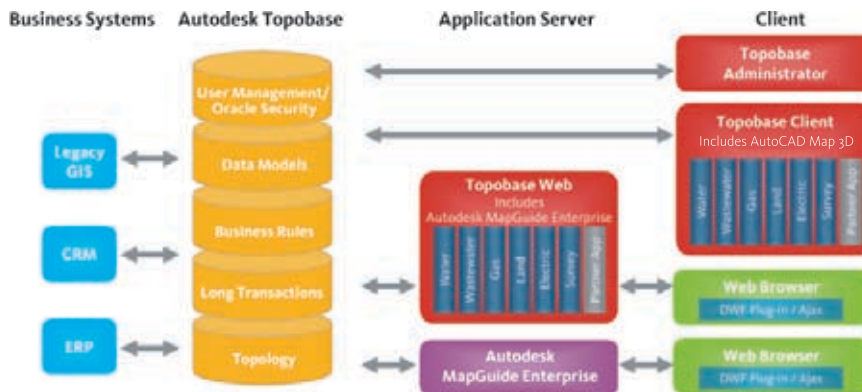 Business Systems
Autodesk Topobase
Application Server
Client
User Management/
Oracle Security
Data Models
Business Rules
Long Transactions
Topology
Legacy
GIS
CRM
ERP
Topobase Web
Includes
Autodesk MapGuide Enterprise
Water
Wastewater
Gas
Land
Electric
Survey
Partner App
Autodesk
MapGuide Enterprise
Topobase
Administrator
Topobase Client
Includes AutoCAD Map 3D
Water
Wastewater
Gas
Land
Electric
Survey
Partner App
Web Browser
DWF Plug-in / Ajax
Web Browser
DWF Plug-in / Ajax